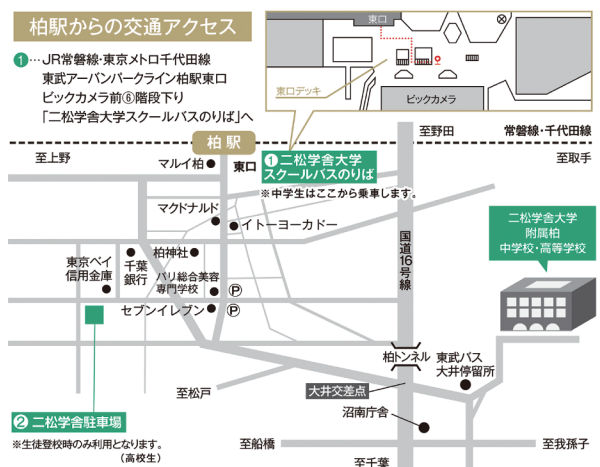 柏駅からの交通アクセス
❶…JR常磐線・東京メトロ千代田線
東武アーバンパークライン柏駅東口
ビックカメラ前⑥階段下り
「二松学舎大学スクールバスのりば」へ
東口
東口デッキ
ビックカメラ
柏駅
至野田
常磐線・千代田線
至上野
マルイ柏
東口
❶二松学舎大学
スクールバスのりば
至取手
※中学生はここから乗車します。
マクドナルド
イトーヨーカドー
国道16号線
二松学舎大学
附属柏
中学校・高等学校
東京ベイ
信用金庫
千葉
銀行
柏神社
パリ総合美容
専門学校
P
セブンイレブン
P
柏トンネル
東武バス
大井停留所
至松戸
大井交差点
沼南庁舎
❷二松学舎駐車場
※生徒登校時のみ利用となります。
（高校生）
至船橋
至我孫子
至千葉